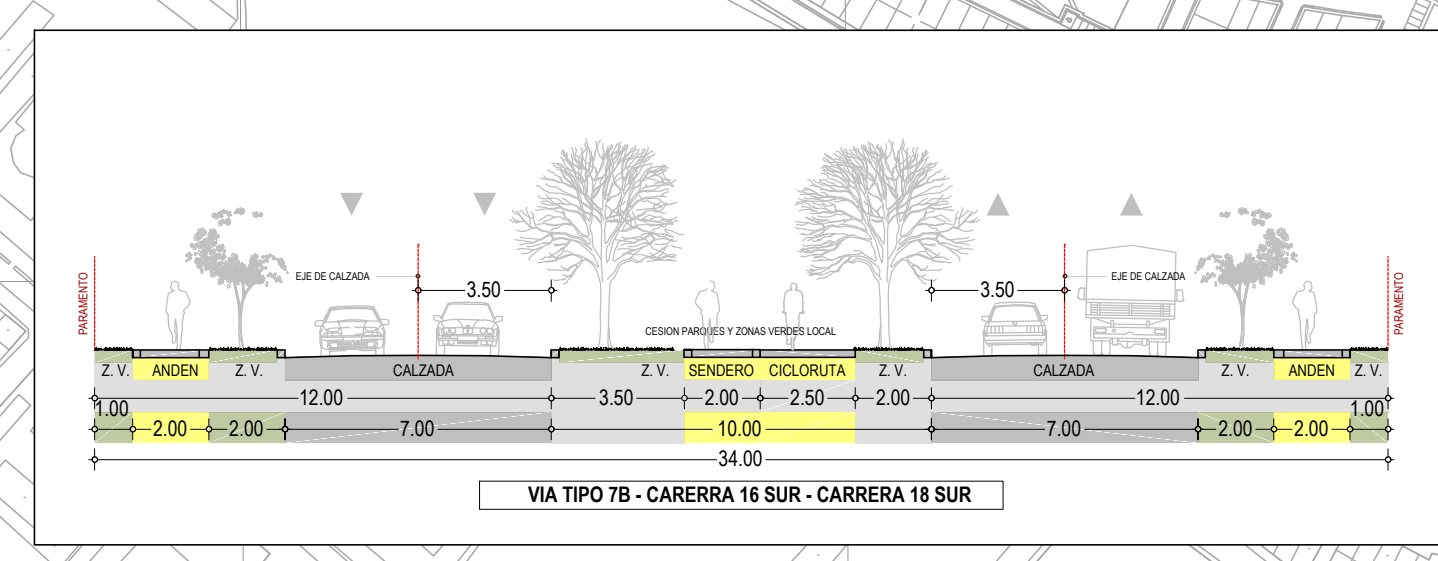 EJE DE CALZADA
EJE DE CALZADA
3.50
3.50
PARAMENTO
PARAMENTO
CESION PARQUES Y ZONAS VERDES LOCAL
Z. V. ANDEN Z. V. CALZADA Z. V. SENDERO CICLORUTA Z. V. CALZADA Z. V. ANDEN Z. V.
12.00 3.50 2.00 2.50 2.00 12.00
1.00 1.00
2.00 2.00 7.00 10.00 7.00 2.00 2.00
34.00
VIA TIPO 7B - CARERRA 16 SUR - CARRERA 18 SUR